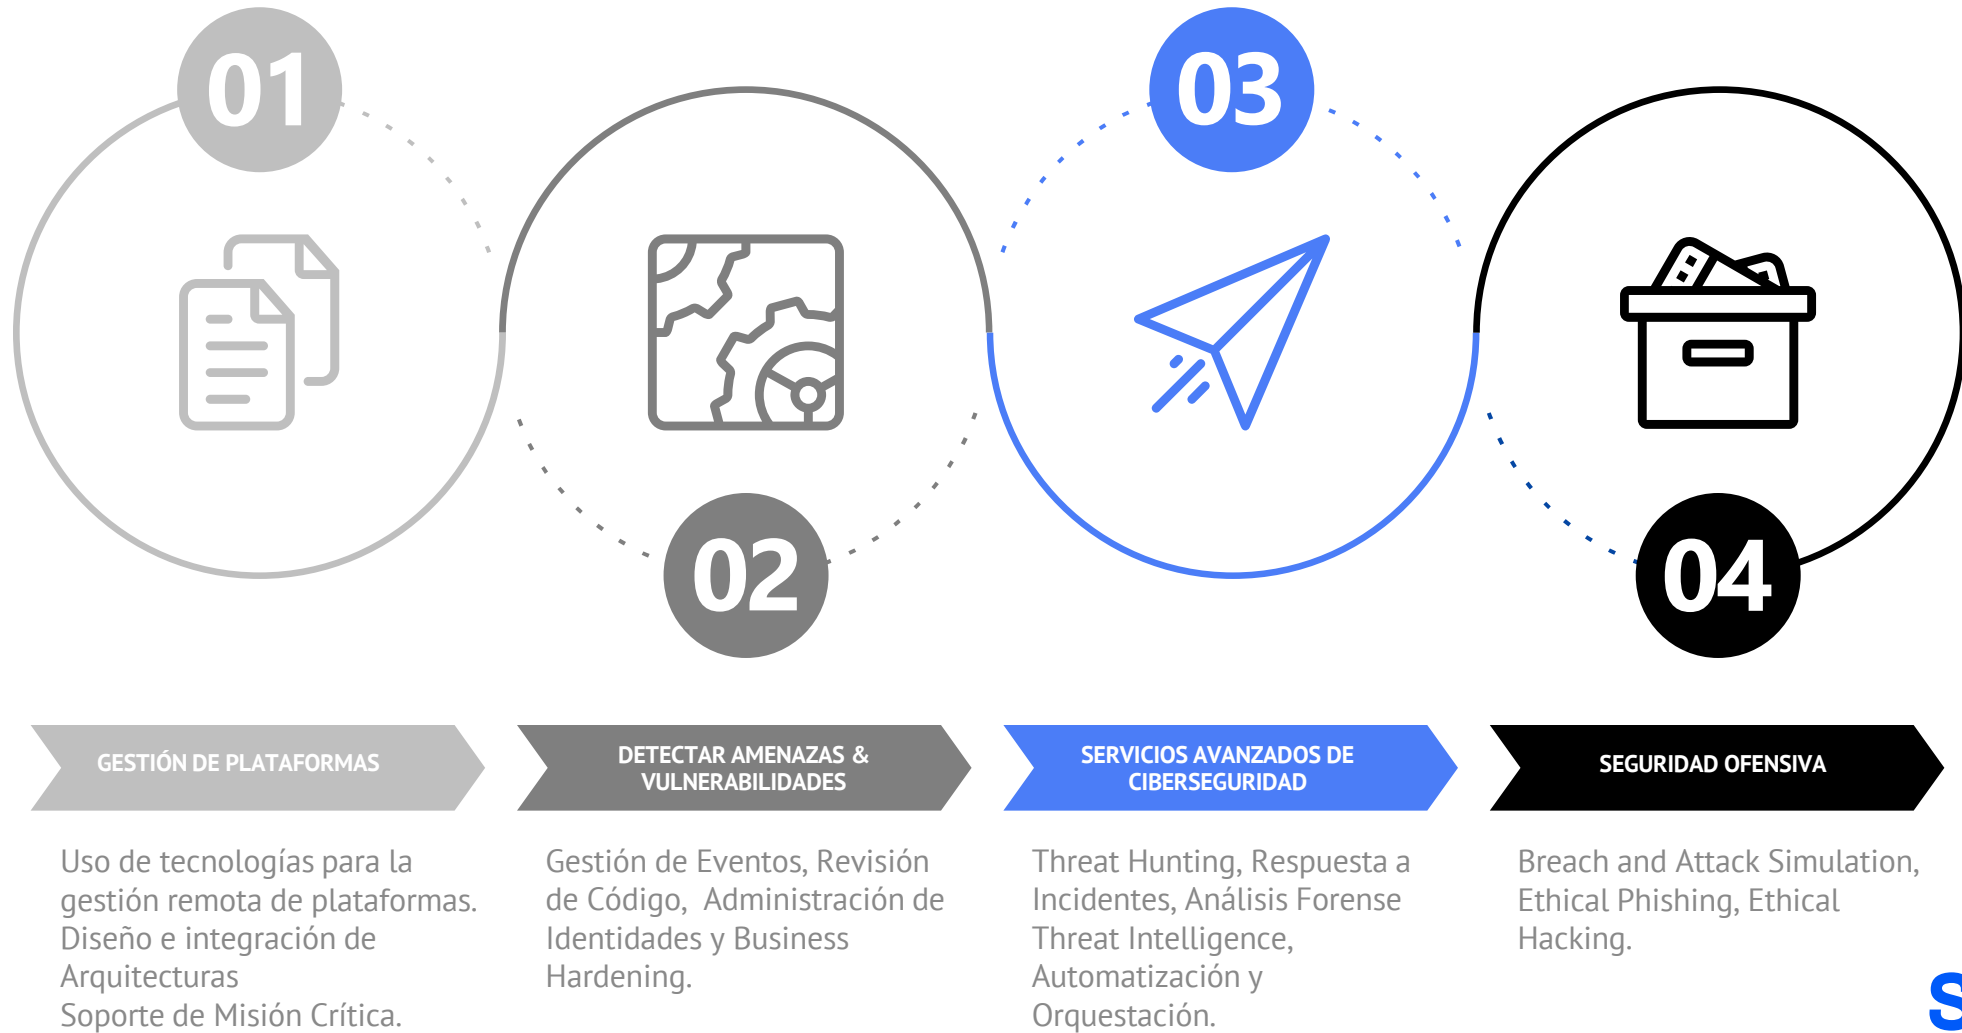 01
02
03
04
GESTIÓN DE PLATAFORMAS
Uso de tecnologías para la
gestión remota de plataformas.
Diseño e integración de
Arquitecturas
Soporte de Misión Crítica.
DETECTAR AMENAZAS &
VULNERABILIDADES
Gestión de Eventos, Revisión
de Código,  Administración de
Identidades y Business
Hardening.
SERVICIOS AVANZADOS DE
CIBERSEGURIDAD
Threat Hunting, Respuesta a
Incidentes, Análisis Forense
Threat Intelligence,
Automatización y
Orquestación.
SEGURIDAD OFENSIVA
Breach and Attack Simulation,
Ethical Phishing, Ethical
Hacking.
S